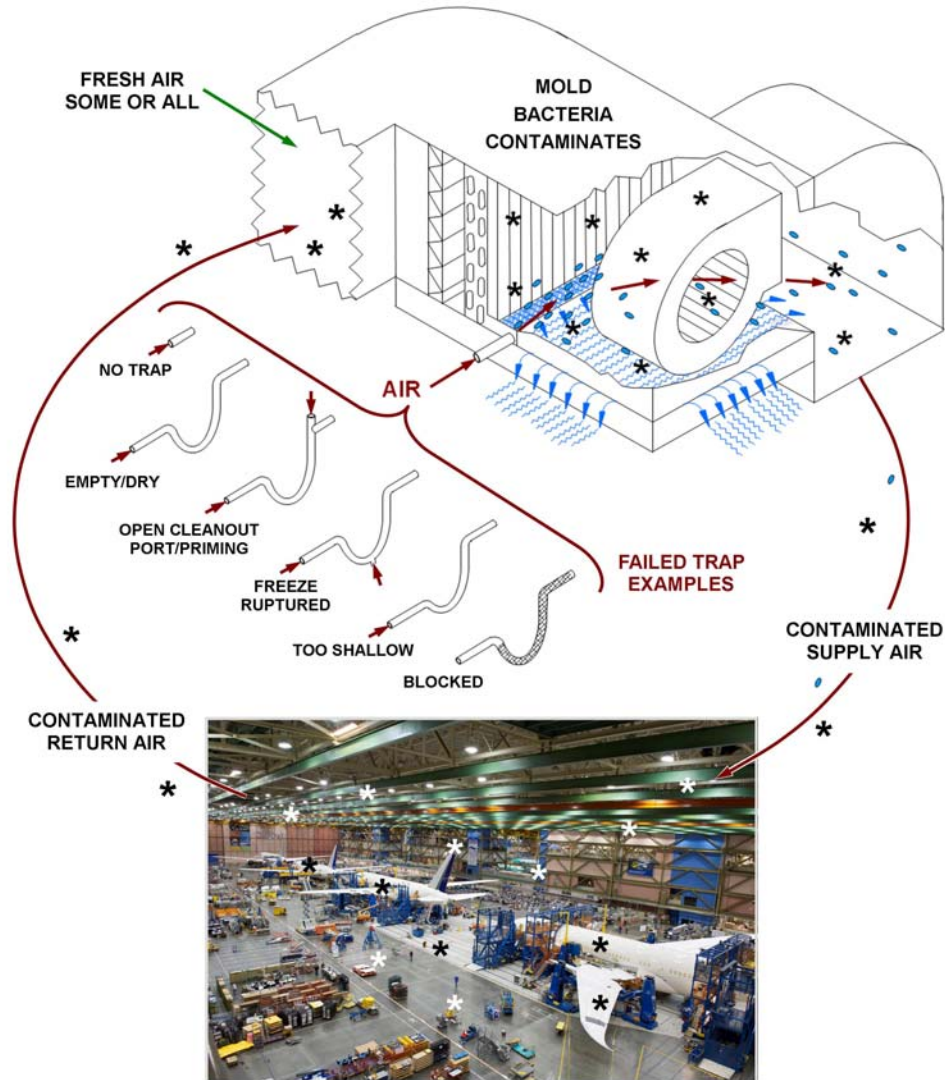 FRESH AIR
SOME OR ALL
MOLD
BACTERIA
CONTAMINATES
NO TRAP
AIR
EMPTY/DRY
OPEN CLEANOUT
PORT/PRIMING
FREEZE
RUPTURED
FAILED TRAP
EXAMPLES
TOO SHALLOW
BLOCKED
CONTAMINATED
SUPPLY AIR
CONTAMINATED
RETURN AIR